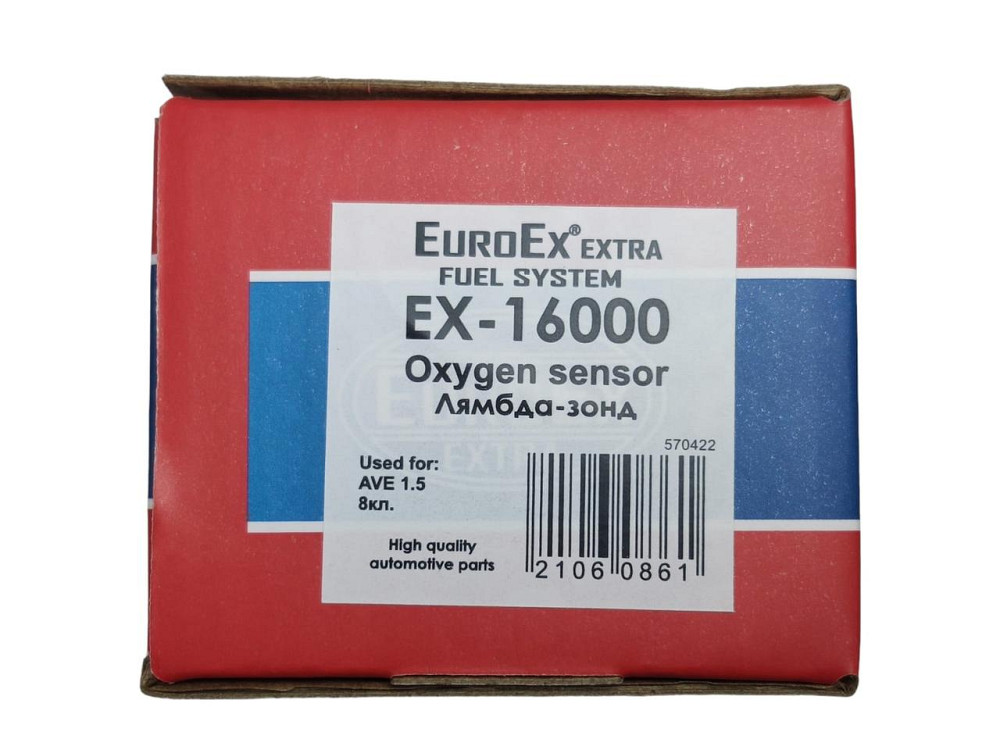 EUROEX® EXTRA
FUEL SYSTEM
EX-16000
Oxygen sensor
Лямбда-зонд
570422
Used for:
AVE 1.5
8кл.
High quality
automotive parts
2106 0861
EXTRA